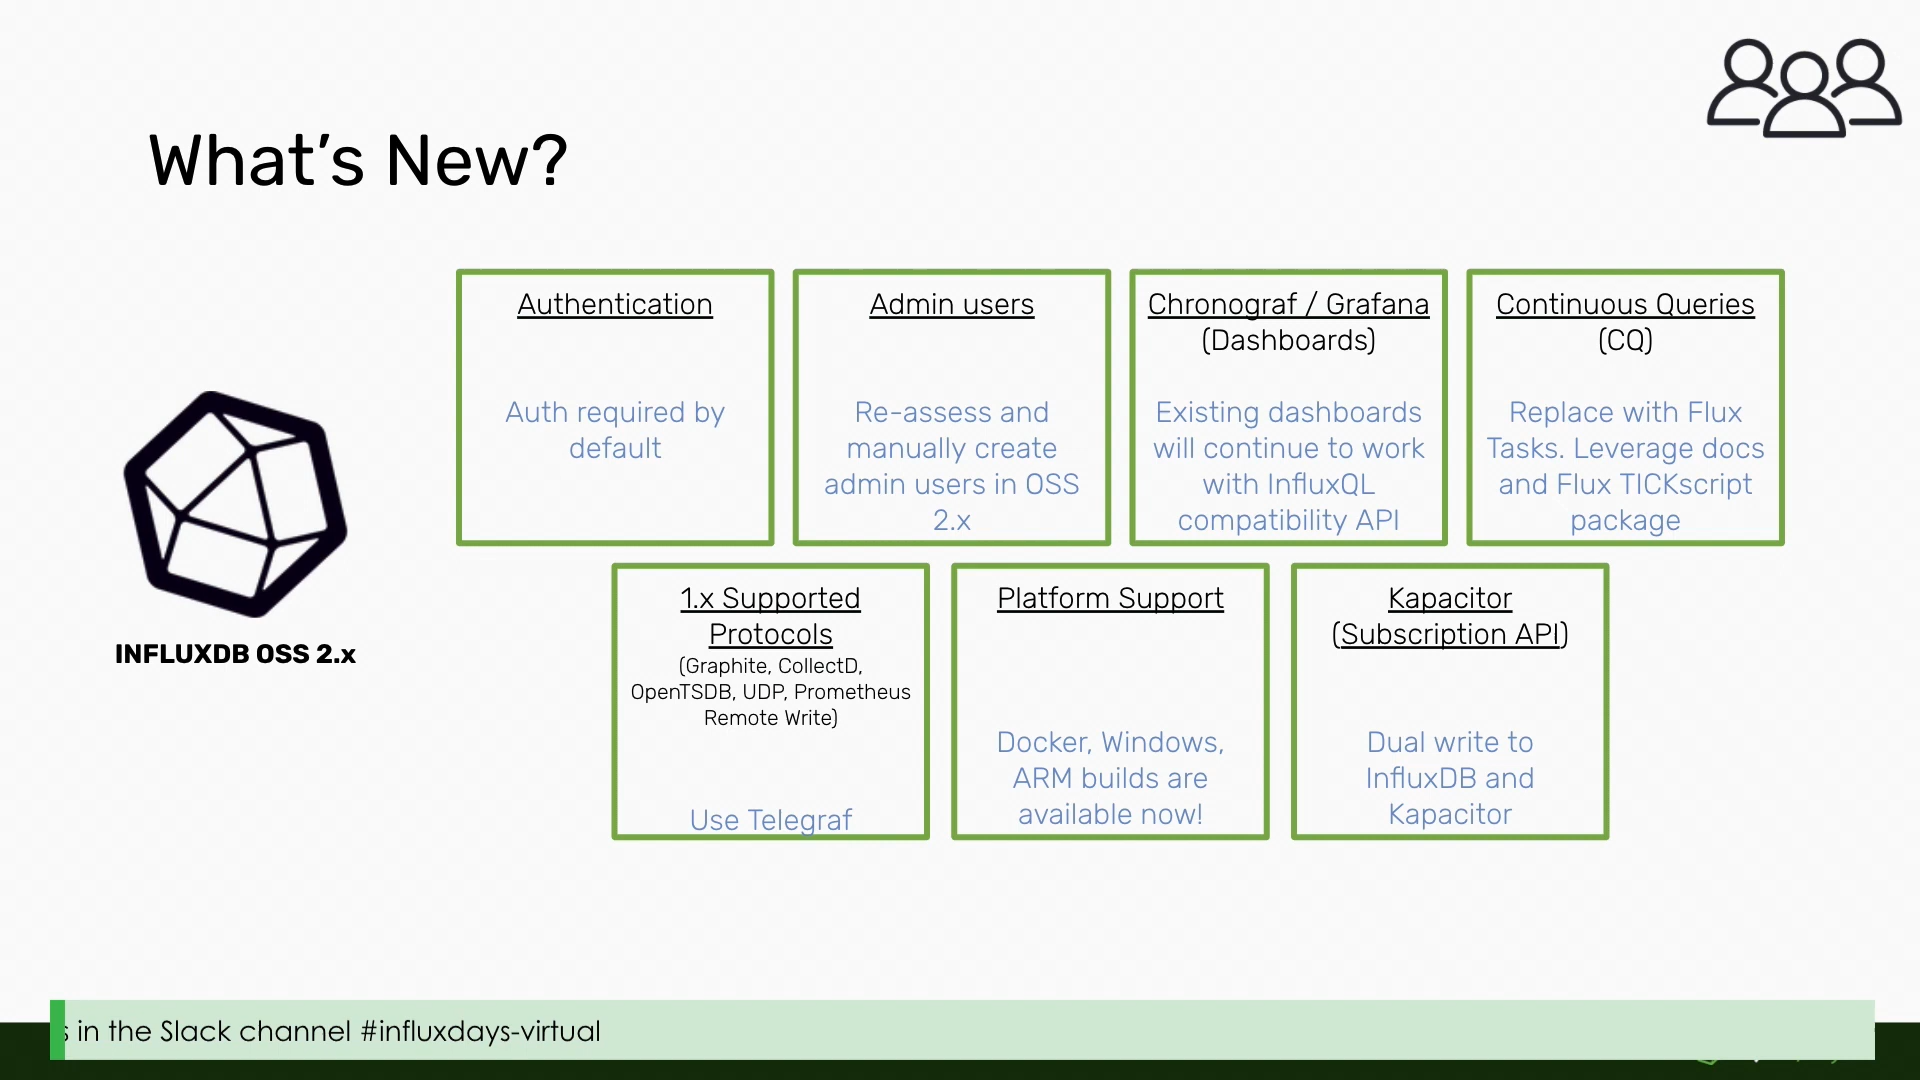 What's New?
Authentication
Auth required by
default
Admin users
Re-assess and
manually create
admin users in OSS
2.x
Chronograf / Grafana
(Dashboards)
Existing dashboards
will continue to work
with InfluxQL
compatibility API
Continuous Queries
(CQ)
Replace with Flux
Tasks. Leverage docs
and Flux TICKscript
package
INFLUXDB OSS 2.x
1.x Supported
Protocols
(Graphite, CollectD,
OpenTSDB, UDP, Prometheus
Remote Write)
Use Telegraf
Platform Support
Docker, Windows,
ARM builds are
available now!
Kapacitor
(Subscription API)
Dual write to
InfluxDB and
Kapacitor
in the Slack channel #influxdays-virtual